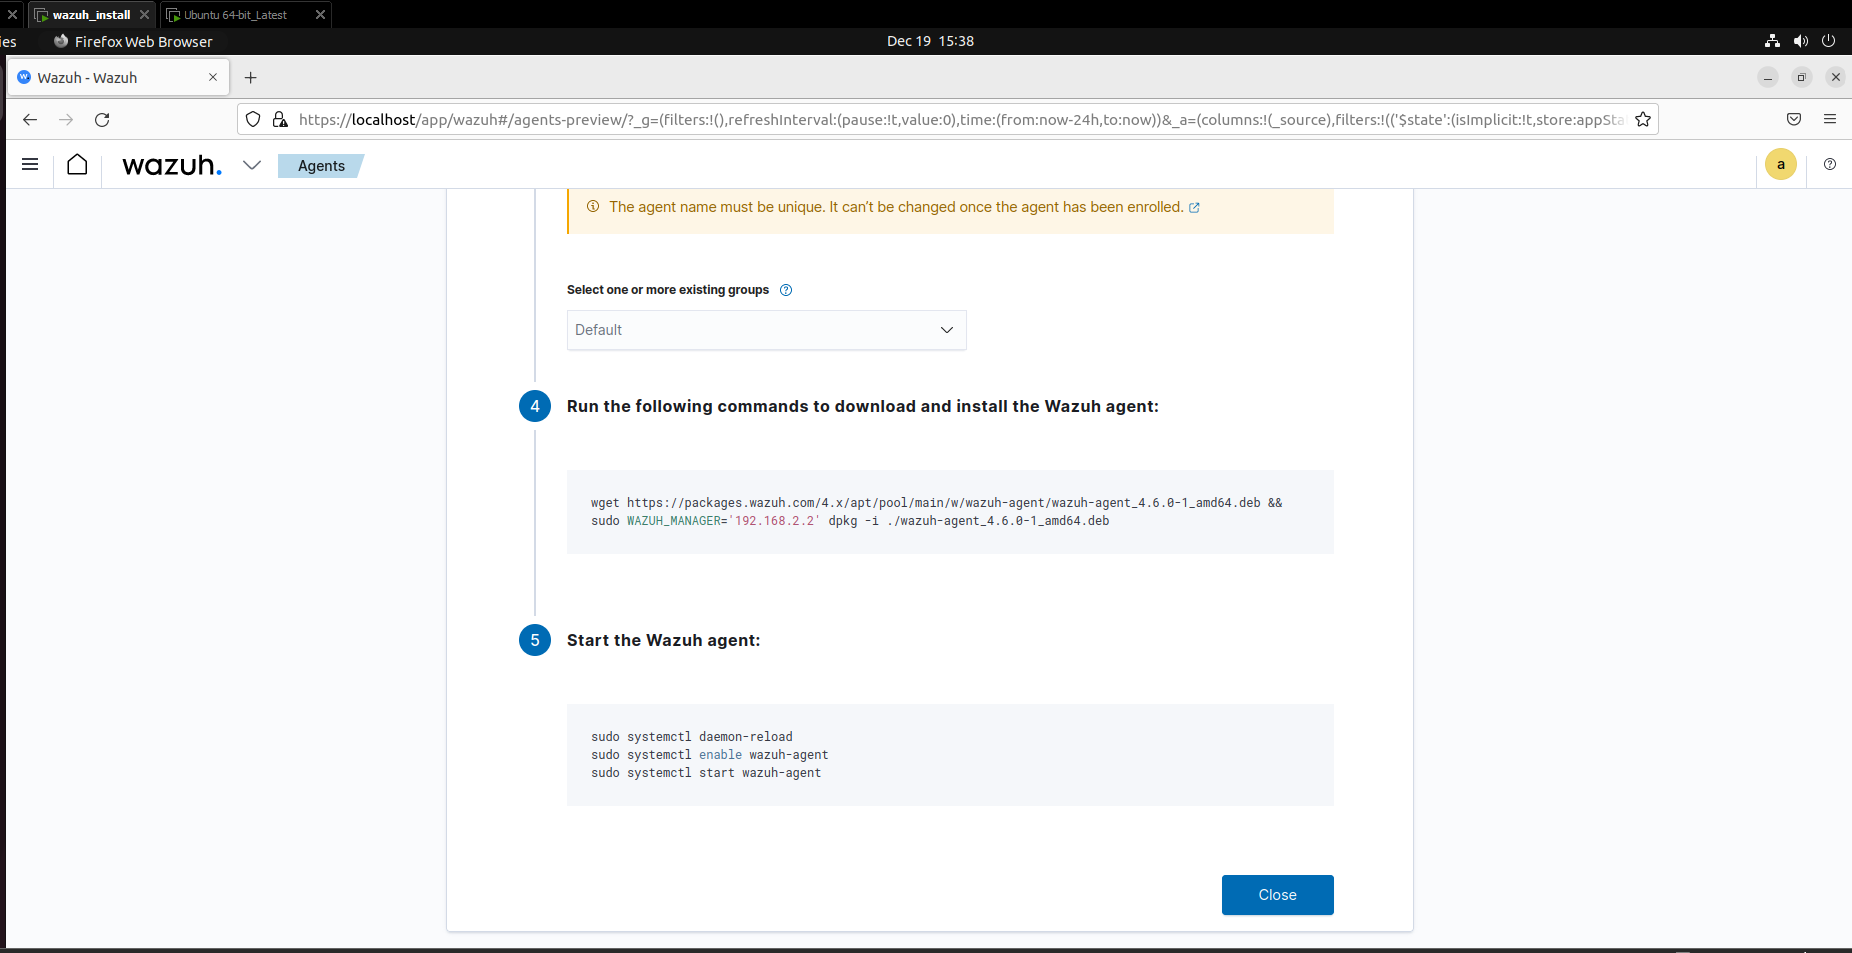 wazuh_install
Ubuntu 64-bit_Latest
ies
Firefox Web Browser
Dec 19 15:38
Wazuh - Wazuh
https://localhost/app/wazuh#/agents-preview/?_g=(filters:!(),refreshInterval:(pause:!t,value:0),time:(from:now-24h,to:now))&_a=(columns:!(_source),filters:!(('$state':(isImplicit:!t,store:appSta
wazuh.
Agents
a
The agent name must be unique. It can’t be changed once the agent has been enrolled.
Select one or more existing groups
Default
4
Run the following commands to download and install the Wazuh agent:
wget https://packages.wazuh.com/4.x/apt/pool/main/w/wazuh-agent/wazuh-agent_4.6.0-1_amd64.deb &&
sudo WAZUH_MANAGER='192.168.2.2' dpkg -i ./wazuh-agent_4.6.0-1_amd64.deb
5
Start the Wazuh agent:
sudo systemctl daemon-reload
sudo systemctl enable wazuh-agent
sudo systemctl start wazuh-agent
Close